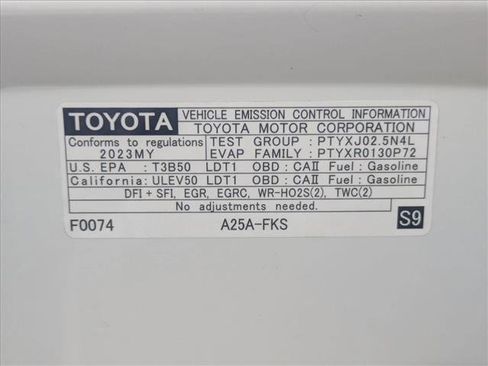 TOYOTA
VEHICLE EMISSION CONTROL INFORMATION
TOYOTA MOTOR CORPORATION
Conforms to regulations
2023MY
TEST GROUP : PTYXJ02.5N4L
EVAP FAMILY : PTYXR0130P72
U.S. EPA : T3B50 LDT1 OBD : CAⅡ Fuel : Gasoline
California: ULEV50 LDT1 OBD : CAⅡ Fuel : Gasoline
DFI + SFI, EGR, EGRC, WR-HO2S(2), TWC(2)
No adjustments needed.
F0074 A25A-FKS S9